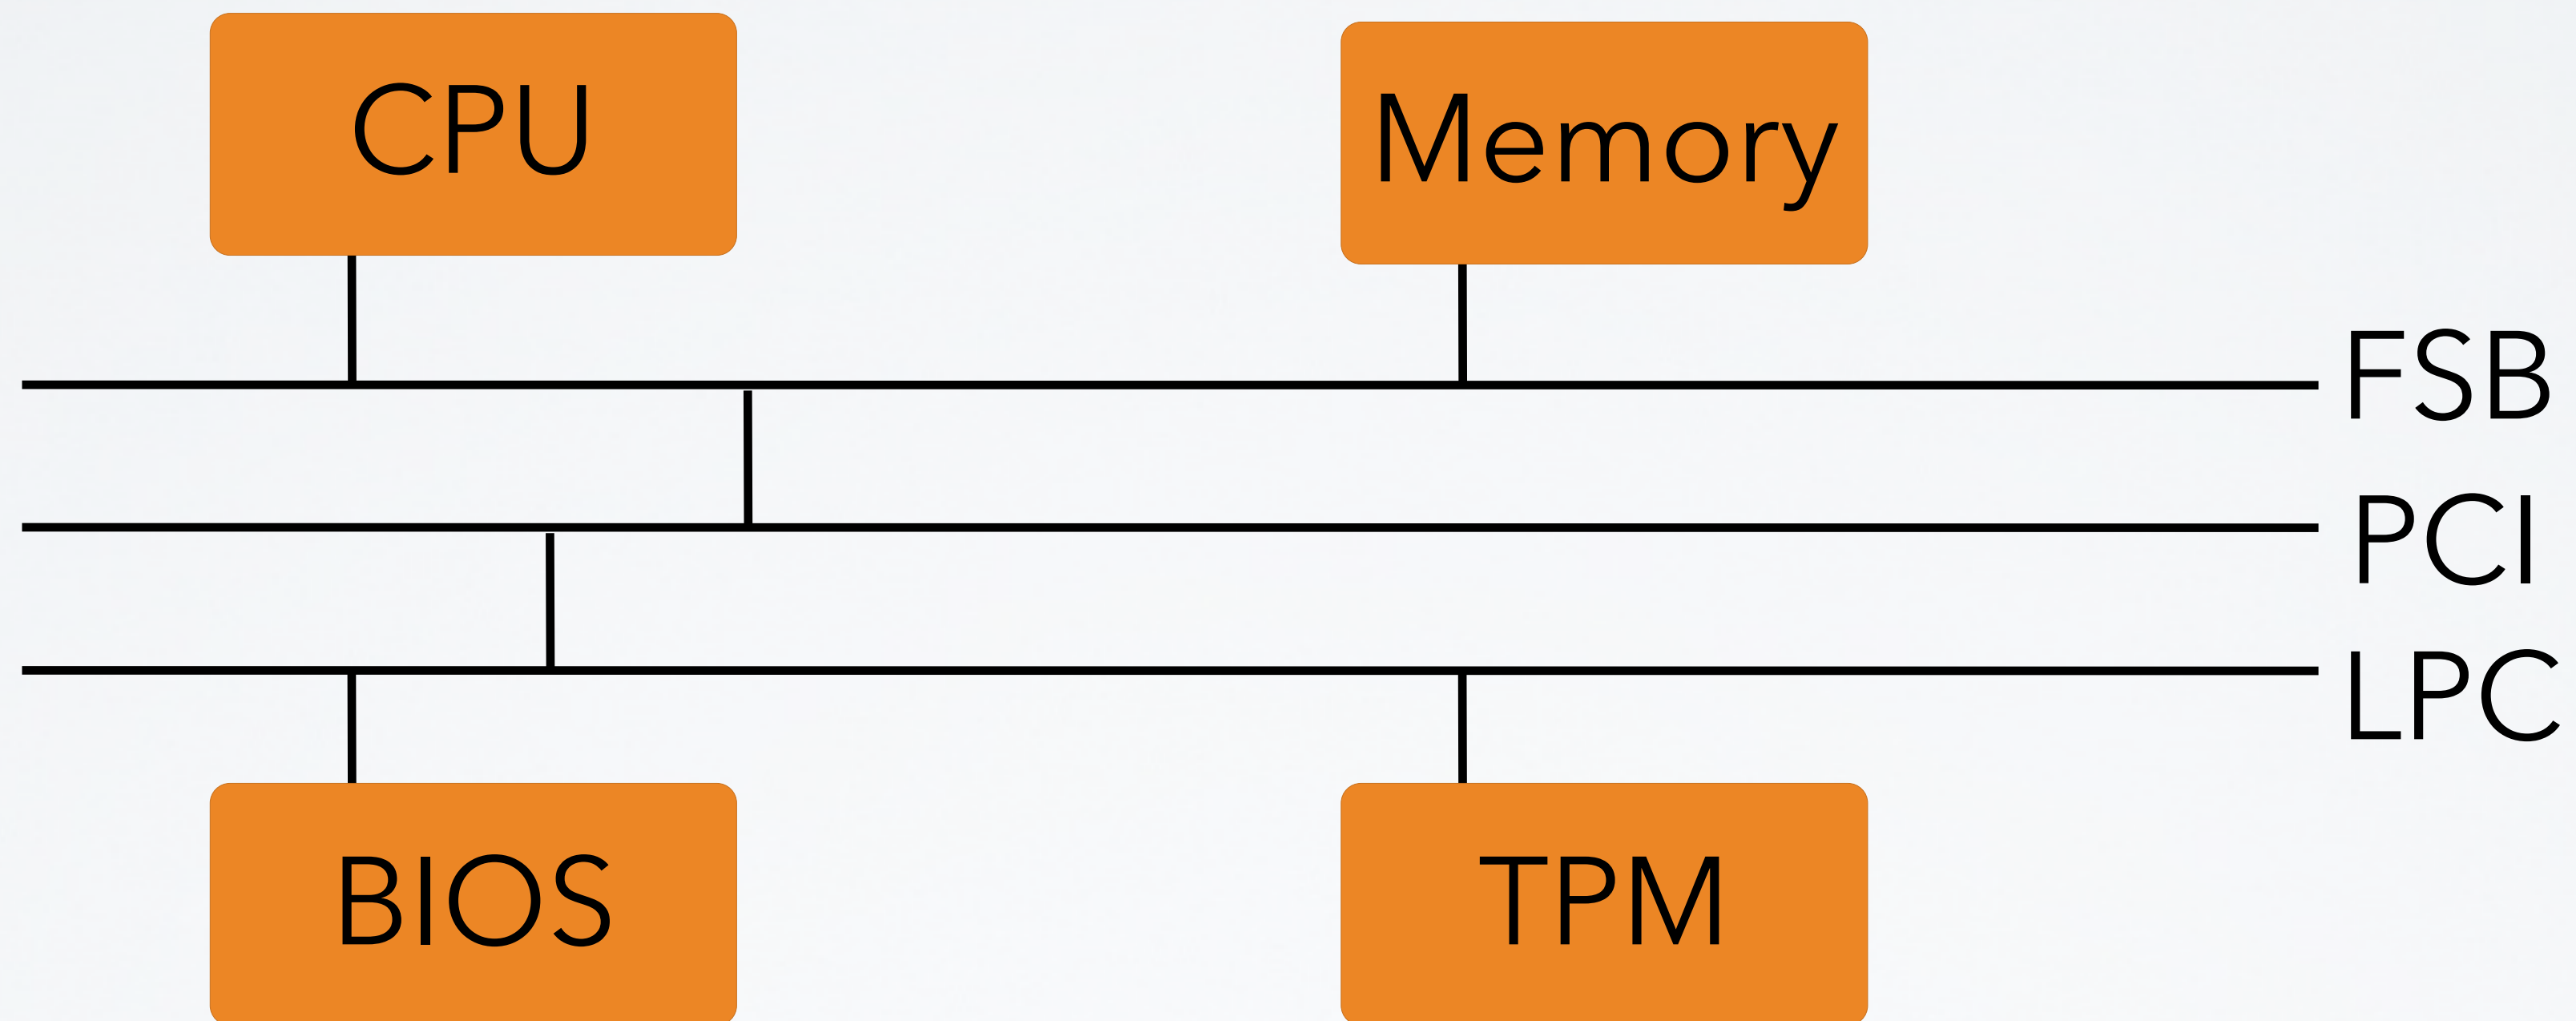 CPU
Memory
FSB
PCI
LPC
BIOS
TPM